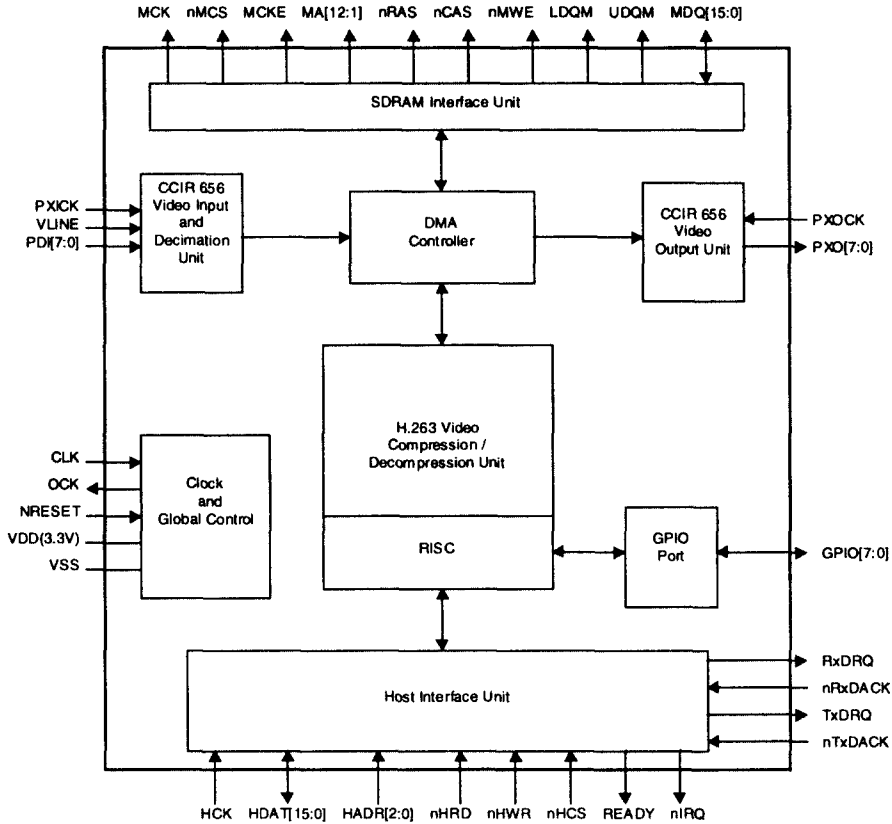 MCK nMCS MCKE MA[12:1] nRAS nCAS nMWE LDQM UDQM MDQ[15:0]
SDRAM Interface Unit
PXICK
VLINE
PDI[7:0]
CCIR 656
Video Input
and
Decimation
Unit
DMA
Controller
CCIR 656
Video
Output Unit
PXOCK
PXO[7:0]
H.263 Video
Compression /
Decompression Unit
CLK
OCK
NRESET
VDD(3.3V)
VSS
Clock
and
Global Control
RISC
GPIO
Port
GPIO[7:0]
Host Interface Unit
RxDRQ
nRxDACK
TxDRQ
nTxDACK
HCK HDAT[15:0] HADR[2:0] nHRD nHWR nHCS READY nIRQ